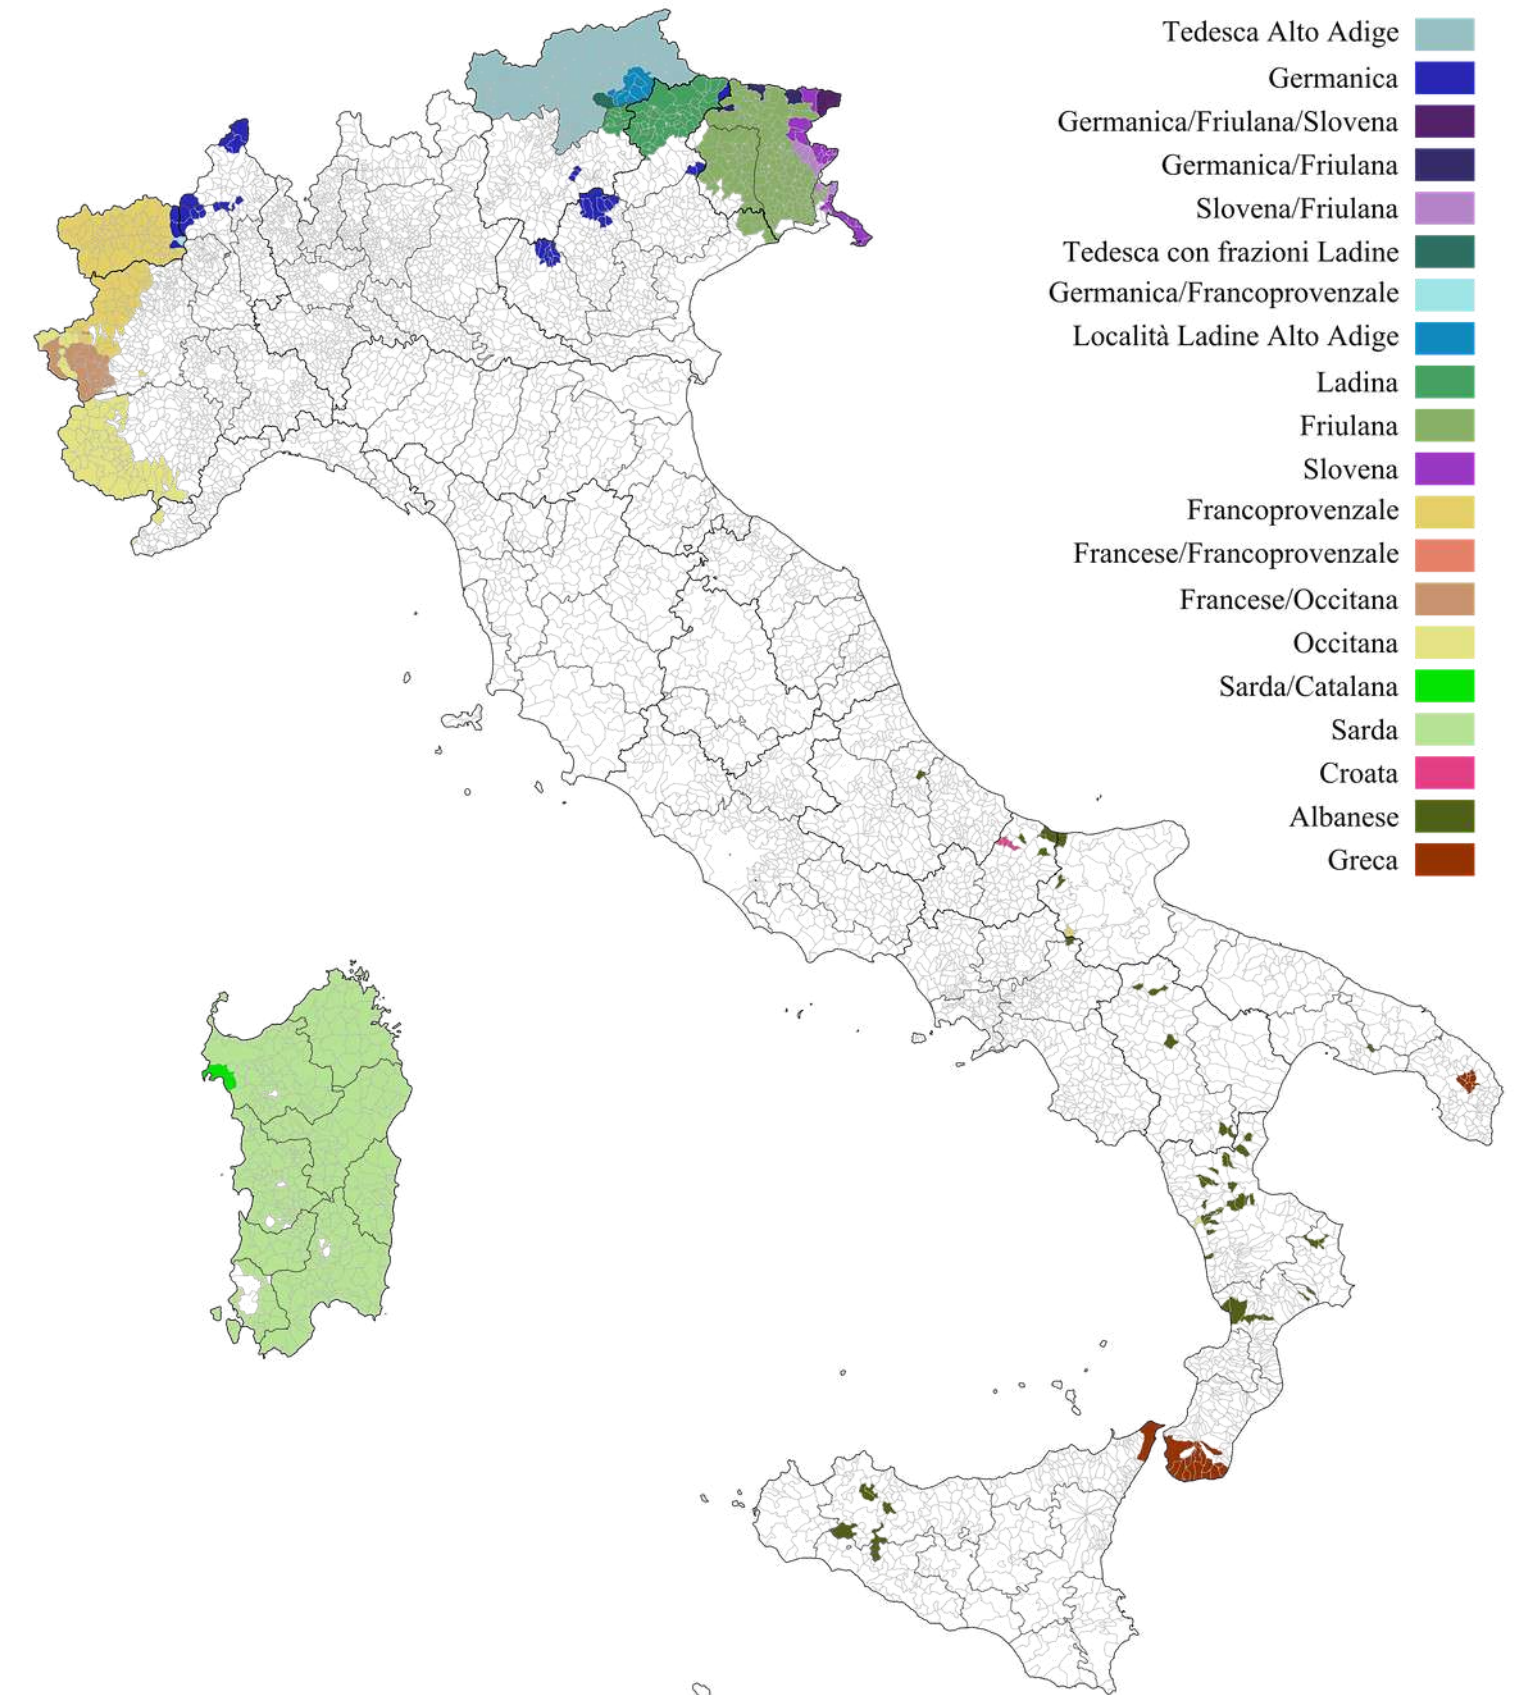 Tedesca Alto Adige
Germanica
Germanica/Friulana/Slovena
Germanica/Friulana
Slovena/Friulana
Tedesca con frazioni Ladine
Germanica/Francoprovenzale
Località Ladine Alto Adige
Ladina
Friulana
Slovena
Francoprovenzale
Francese/Francoprovenzale
Francese/Occitana
Occitana
Sarda/Catalana
Sarda
Croata
Albanese
Greca